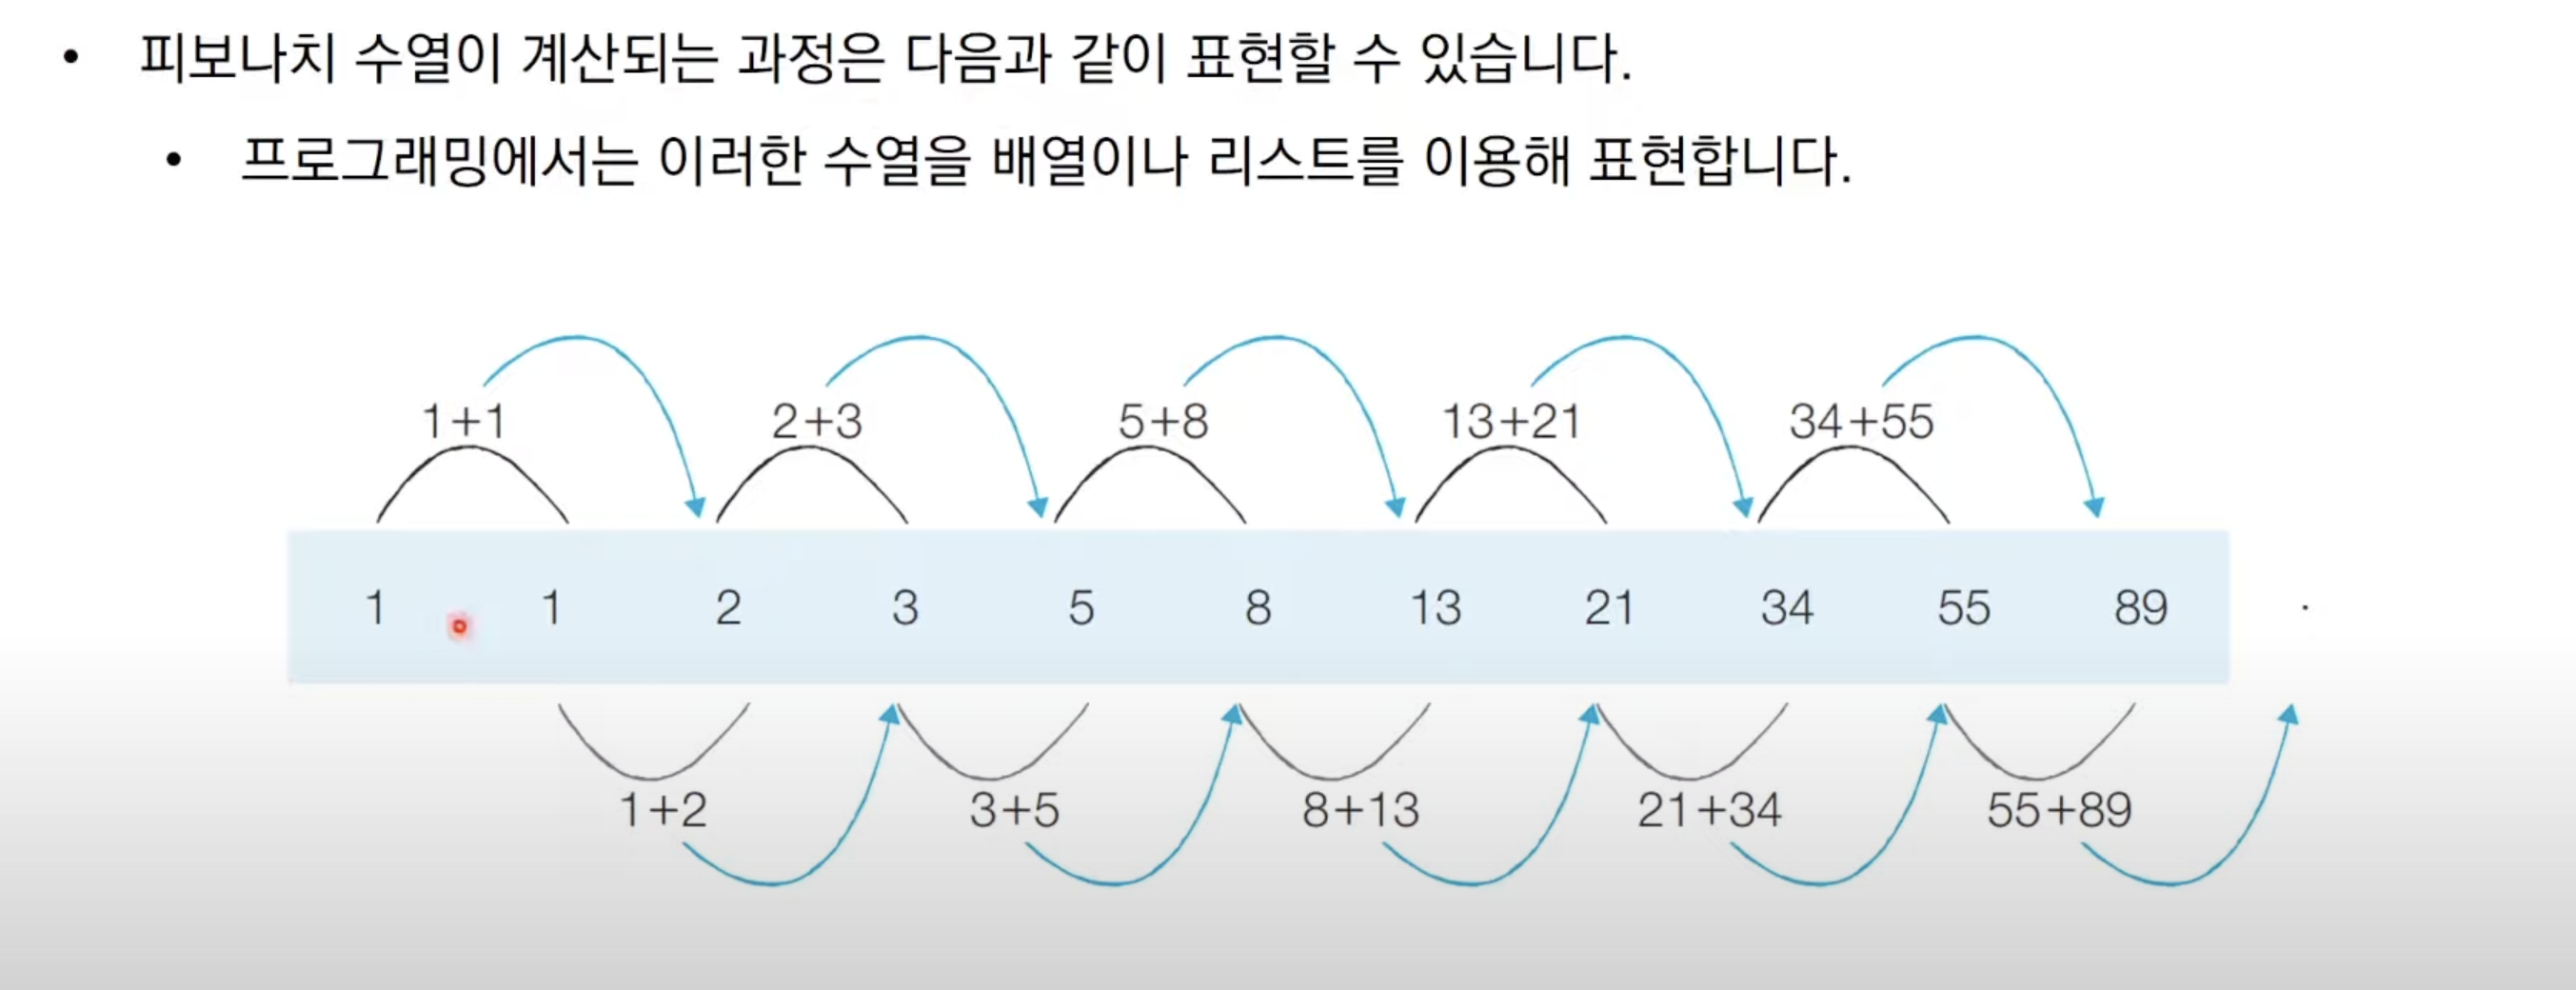 • 피보나치 수열이 계산되는 과정은 다음과 같이 표현할 수 있습니다.
• 프로그래밍에서는 이러한 수열을 배열이나 리스트를 이용해 표현합니다.
1+1 2+3 5+8 13+21 34+55
1 1 2 3 5 8 13 21 34 55 89 .
1+2 3+5 8+13 21+34 55+89